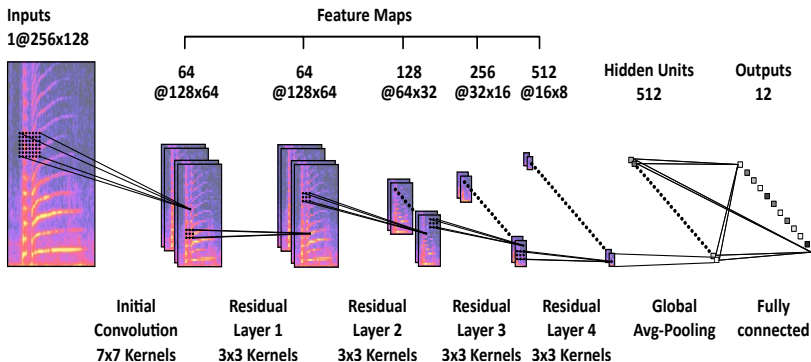 Inputs
1@256x128
Feature Maps
64
@128x64
64
@128x64
128
@64x32
256
@32x16
512
@16x8
Hidden Units
512
Outputs
12
Initial
Convolution
7x7 Kernels
Residual
Layer 1
3x3 Kernels
Residual
Layer 2
3x3 Kernels
Residual
Layer 3
3x3 Kernels
Residual
Layer 4
3x3 Kernels
Global
Avg-Pooling
Fully
connected